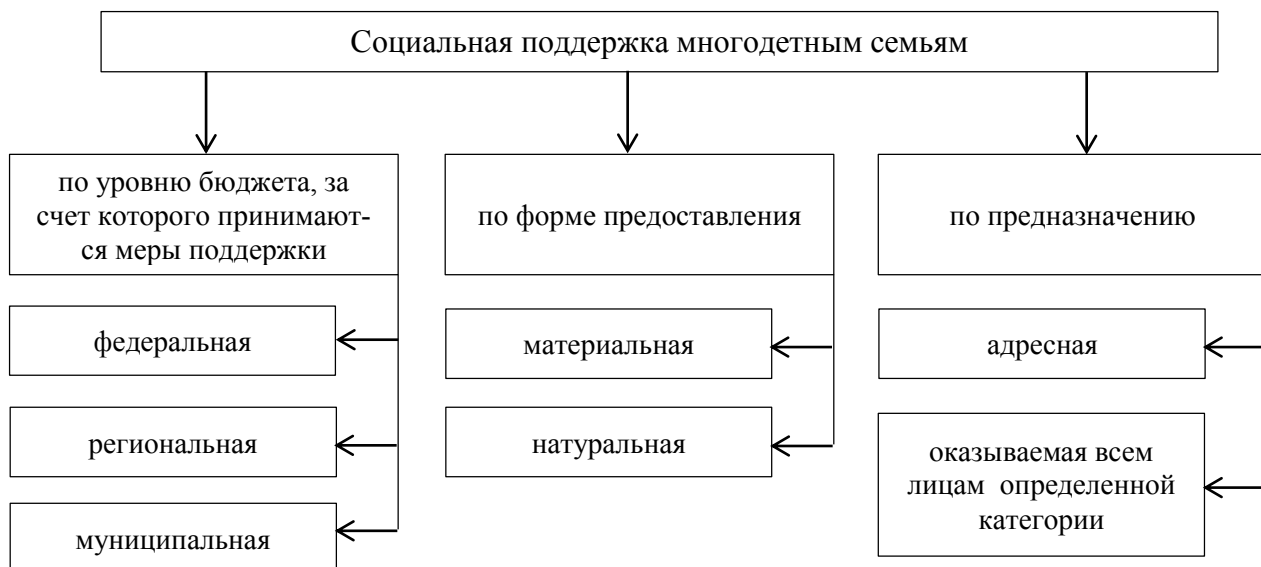 Социальная поддержка многодетным семьям
по уровню бюджета, за
счет которого принимают-
ся меры поддержки
федеральная
региональная
муниципальная
по форме предоставления
материальная
натуральная
по предназначению
адресная
оказываемая всем
лицам определенной
категории